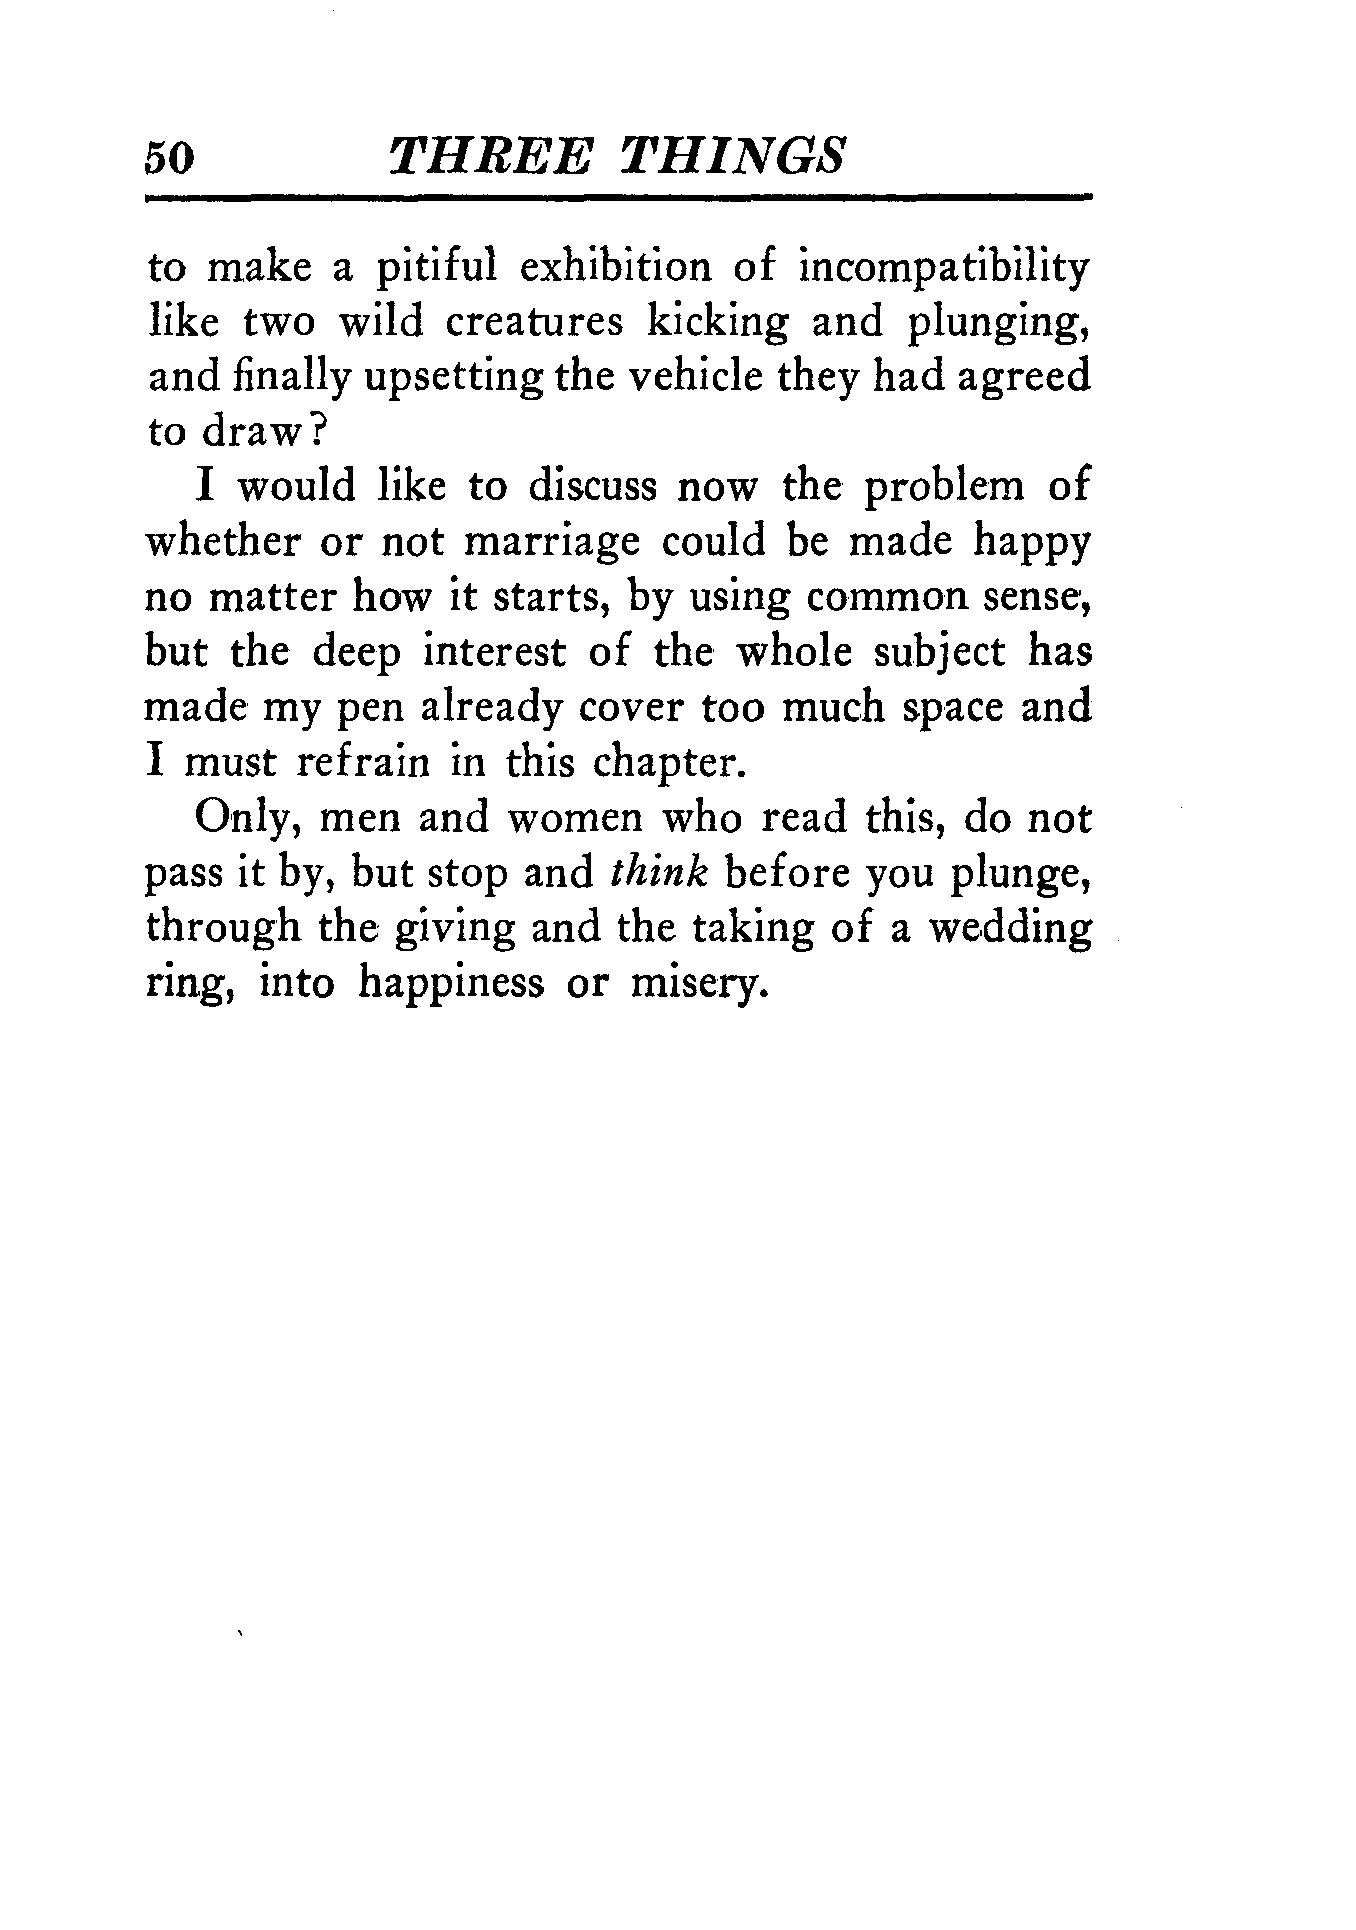 50 THREE THINGS
to make a pitiful exhibition of incompatibility
like two wild creatures kicking and plunging,
and finally upsetting the vehicle they had agreed
to draw?
I would like to discuss now the problem of
whether or not marriage could be made happy
no matter how it starts, by using common sense,
but the deep interest of the whole subject has
made my pen already cover too much space and
I must refrain in this chapter.
Only, men and women who read this, do not
pass it by, but stop and think before you plunge,
through the giving and the taking of a wedding
ring, into happiness or misery.